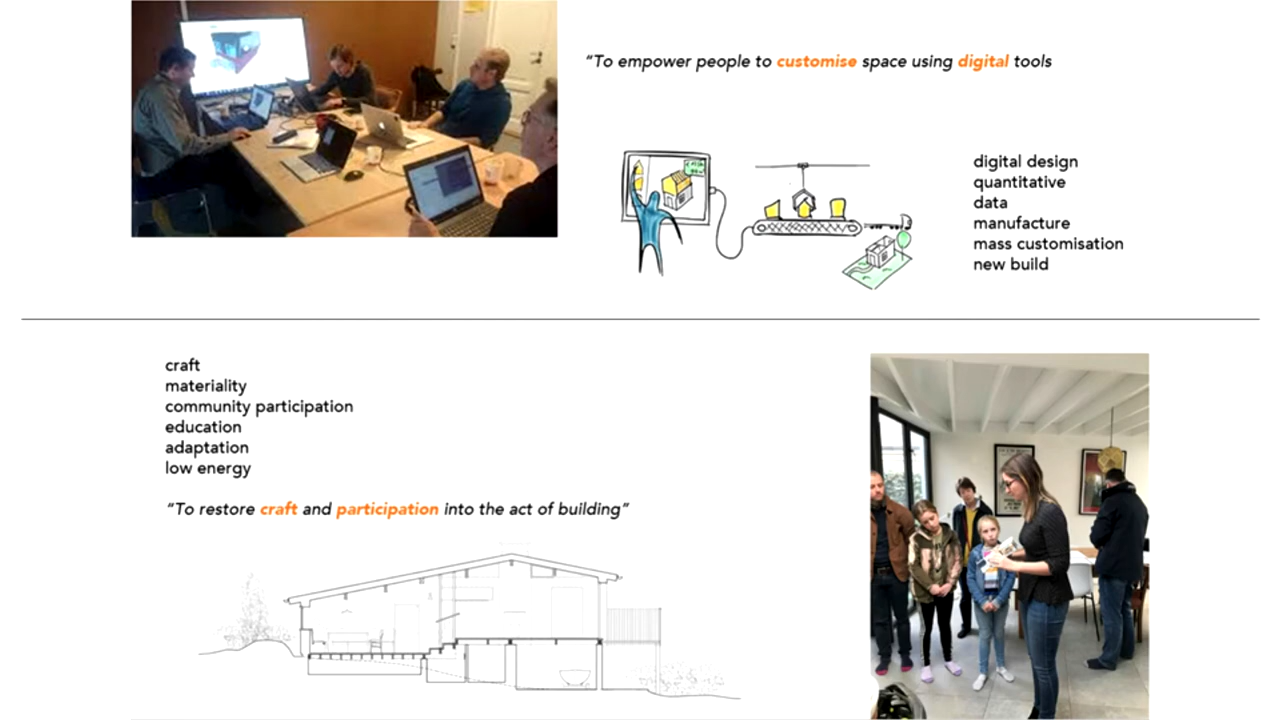 “To empower people to customise space using digital tools
digital design
quantitative
data
manufacture
mass customisation
new build
craft
materiality
community participation
education
adaptation
low energy
“To restore craft and participation into the act of building”